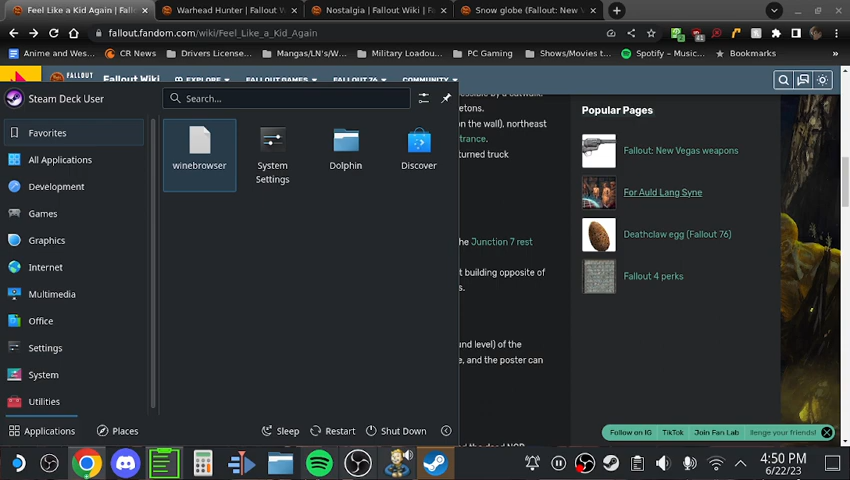 Feel Like a Kid Again | Fallout
Warhead Hunter | Fallout W
Nostalgia | Fallout Wiki |
Snow globe (Fallout: New V
fallout.fandom.com/wiki/Feel_Like_a_Kid_Again
Anime and Wes...
CR News
Drivers License...
Mangas/LN's/W...
Military Loadou...
PC Gaming
Shows/Movies t...
Spotify – Music...
Bookmarks
FALLOUT
Fallout Wiki
EXPLORE
FALLOUT GAMES
FALLOUT 76
COMMUNITY
Steam Deck User
Search...
Favorites
All Applications
Development
Games
Graphics
Internet
Multimedia
Office
Settings
System
Utilities
winebrowser
System
Settings
Dolphin
Discover
Applications
Places
Sleep
Restart
Shut Down
etons.
on the wall), northeast
trance.
turned truck
he Junction 7 rest
t building opposite of
s.
und level) of the
e, and the poster can
Popular Pages
Fallout: New Vegas weapons
For Auld Lang Syne
Deathclaw egg (Fallout 76)
Fallout 4 perks
Follow on IG
TikTok
Join Fan Lab
llenge your friends!
4:50 PM
6/22/23